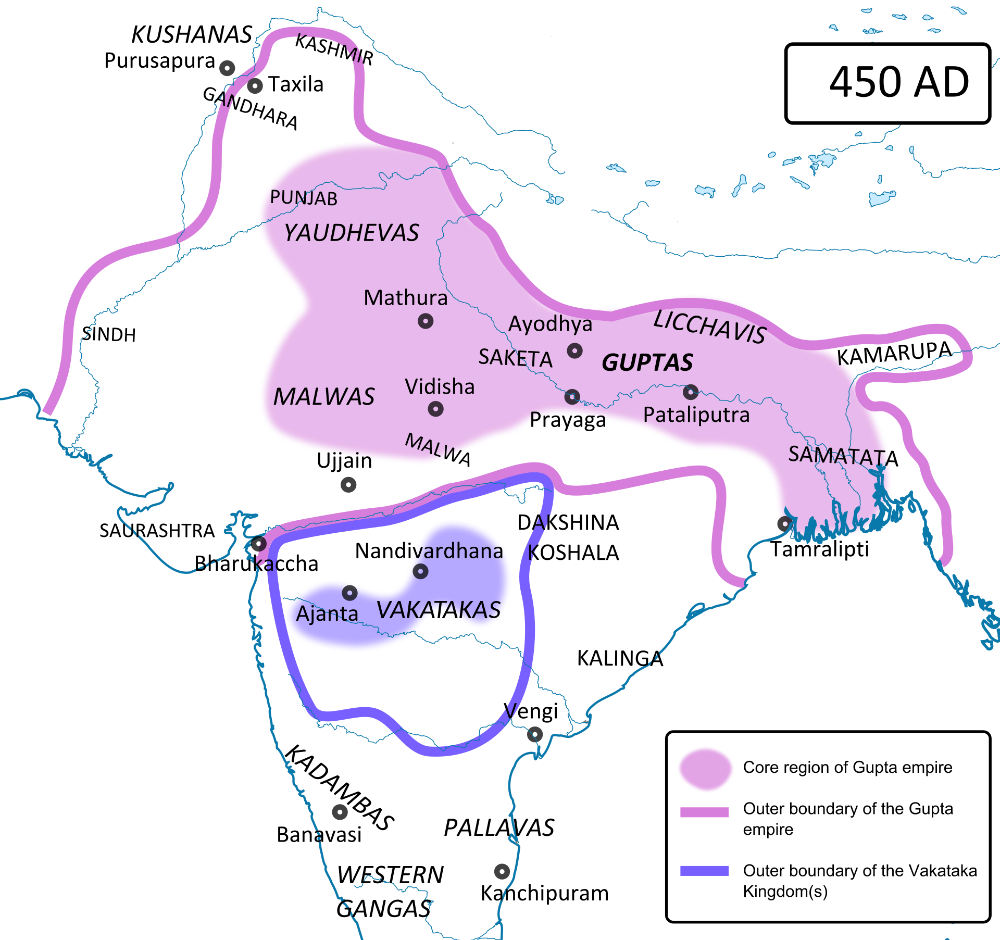 KUSHANAS
KASHMIR
Purusapura
Taxila
GANDHARA
450 AD
PUNJAB
YAUDHEVAS
Mathura
Ayodhya
LICCHAVIS
SINDH
SAKETA
GUPTAS
KAMARUPA
MALWAS
Vidisha
Prayaga
Pataliputra
MALWA
SAMATATA
Ujjain
SAURASHTRA
DAKSHINA
KOSHALA
Bharukaccha
Nandivardhana
Tamralipti
Ajanta
VAKATAKAS
KALINGA
Vengi
KADAMBAS
Banavasi
PALLAVAS
WESTERN
GANGAS
Kanchipuram
Core region of Gupta empire
Outer boundary of the Gupta
empire
Outer boundary of the Vakataka
Kingdom(s)